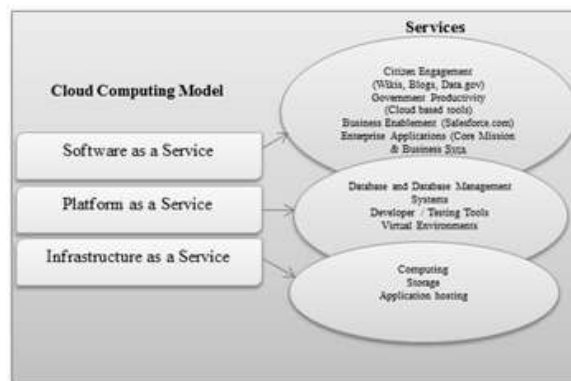 Services
Cloud Computing Model
Citizen Engagement
(Wikis, Blogs, Data.gov)
Government Productivity
(Cloud based tools)
Business Enablement (Salesforce.com)
Enterprise Applications (Core Mission
& Business Svcs
Software as a Service
Database and Database Management
Systems
Developer / Testing Tools
Virtual Environments
Platform as a Service
Infrastructure as a Service
Computing
Storage
Application hosting